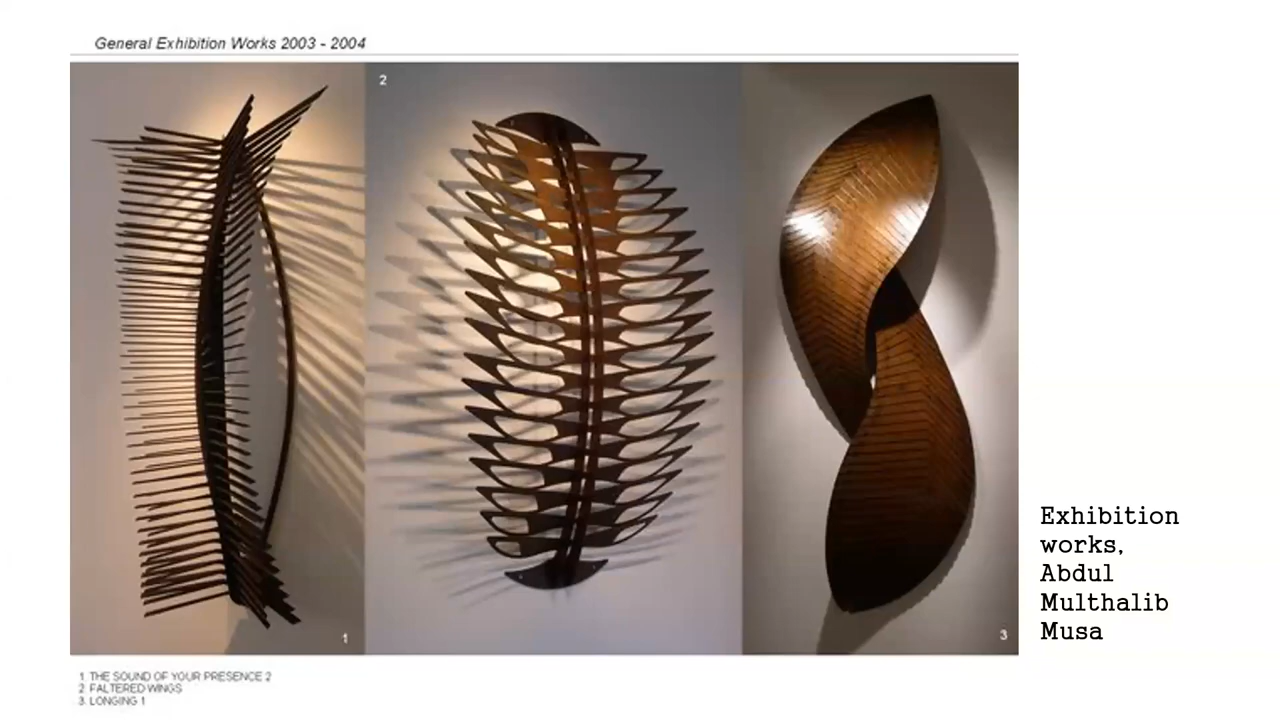 General Exhibition Works 2003 - 2004
2
1
3
Exhibition
works,
Abdul
Multhalib
Musa
1 THE SOUND OF YOUR PRESENCE 2
2 FALTERED WINGS
3. LONGING 1